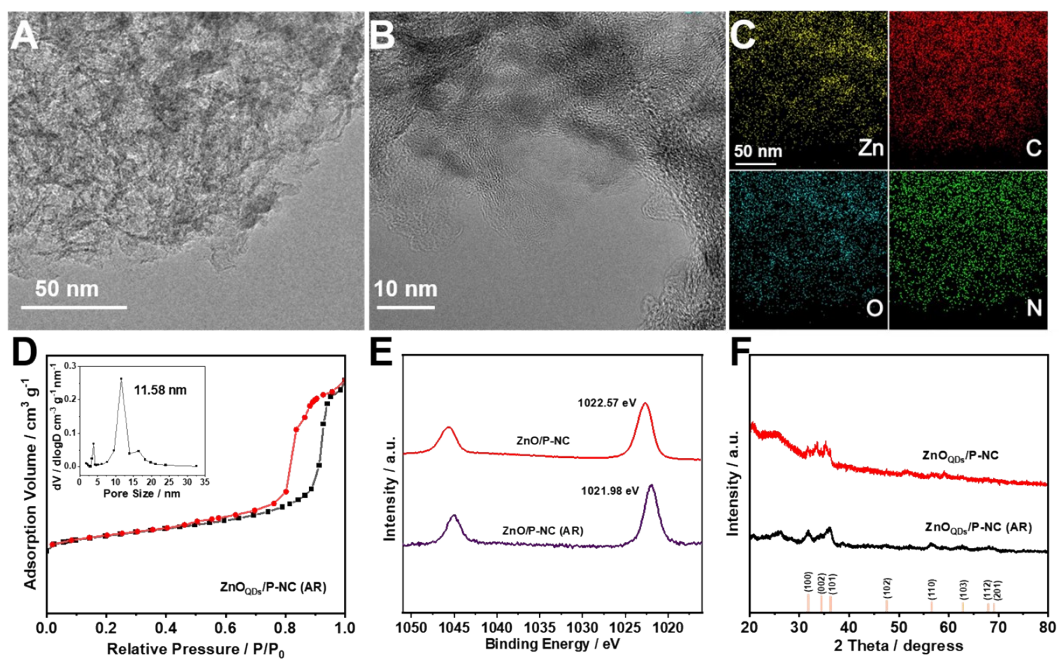 A
50 nm
B
10 nm
C
Zn
50 nm
C
O
N
D
Adsorption Volume / cm³ g⁻¹
dV / dlogD cm⁻³ g⁻¹ nm⁻¹
0.3
0.2
0.1
0.0
11.58 nm
0 5 10 15 20 25 30 35
Pore Size / nm
ZnO_QDs/P-NC (AR)
0.0 0.2 0.4 0.6 0.8 1.0
Relative Pressure / P/P₀
E
Intensity / a.u.
1022.57 eV
ZnO/P-NC
1021.98 eV
ZnO/P-NC (AR)
1050 1045 1040 1035 1030 1025 1020
Binding Energy / eV
F
Intensity / a.u.
ZnO_QDs/P-NC
ZnO_QDs/P-NC (AR)
(100)
(002)
(101)
(102)
(110)
(103)
(112)
(201)
20 30 40 50 60 70 80
2 Theta / degress